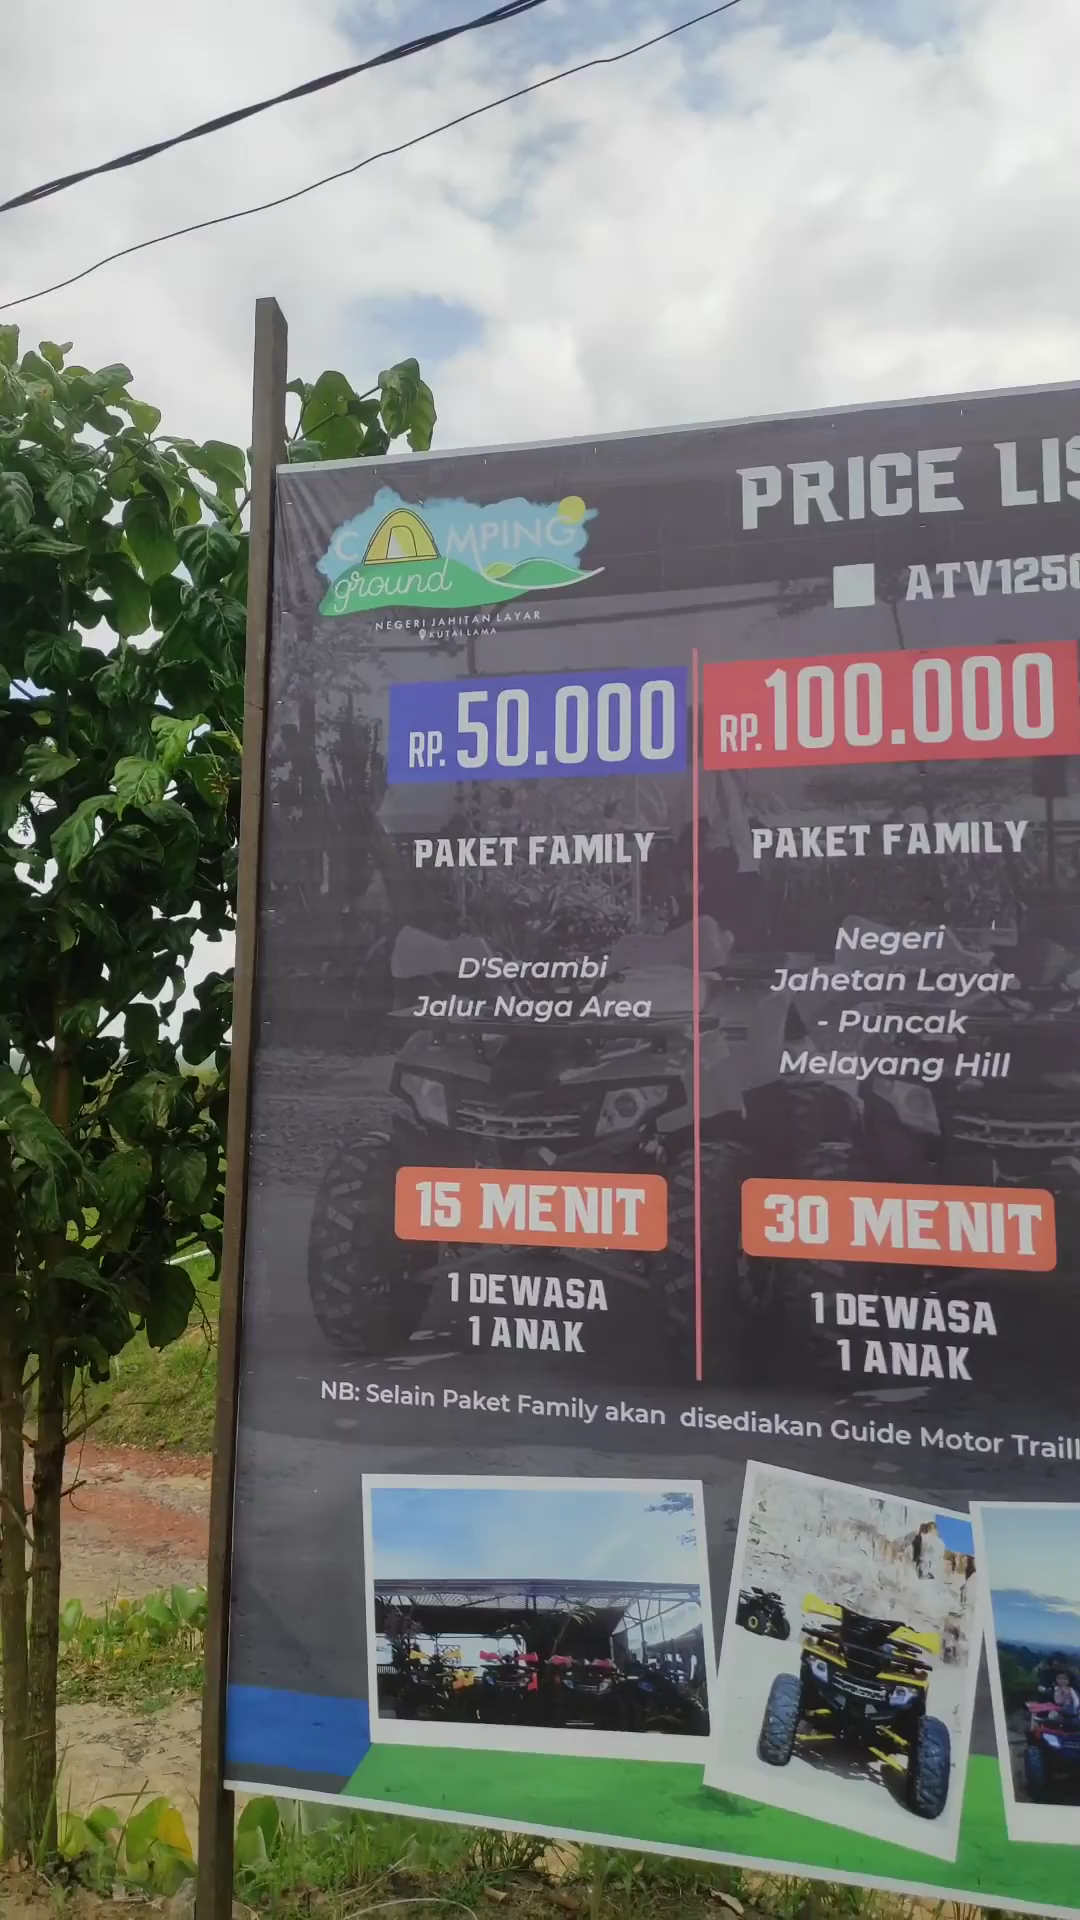 CAMPING
ground
NEGERI JAHITAN LAYAR
KUTAI LAMA
PRICE LIS
ATV125
RP.50.000
PAKET FAMILY
D'Serambi
Jalur Naga Area
15 MENIT
1 DEWASA
1 ANAK
RP.100.000
PAKET FAMILY
Negeri
Jahetan Layar
- Puncak
Melayang Hill
30 MENIT
1 DEWASA
1 ANAK
NB: Selain Paket Family akan disediakan Guide Motor Traill